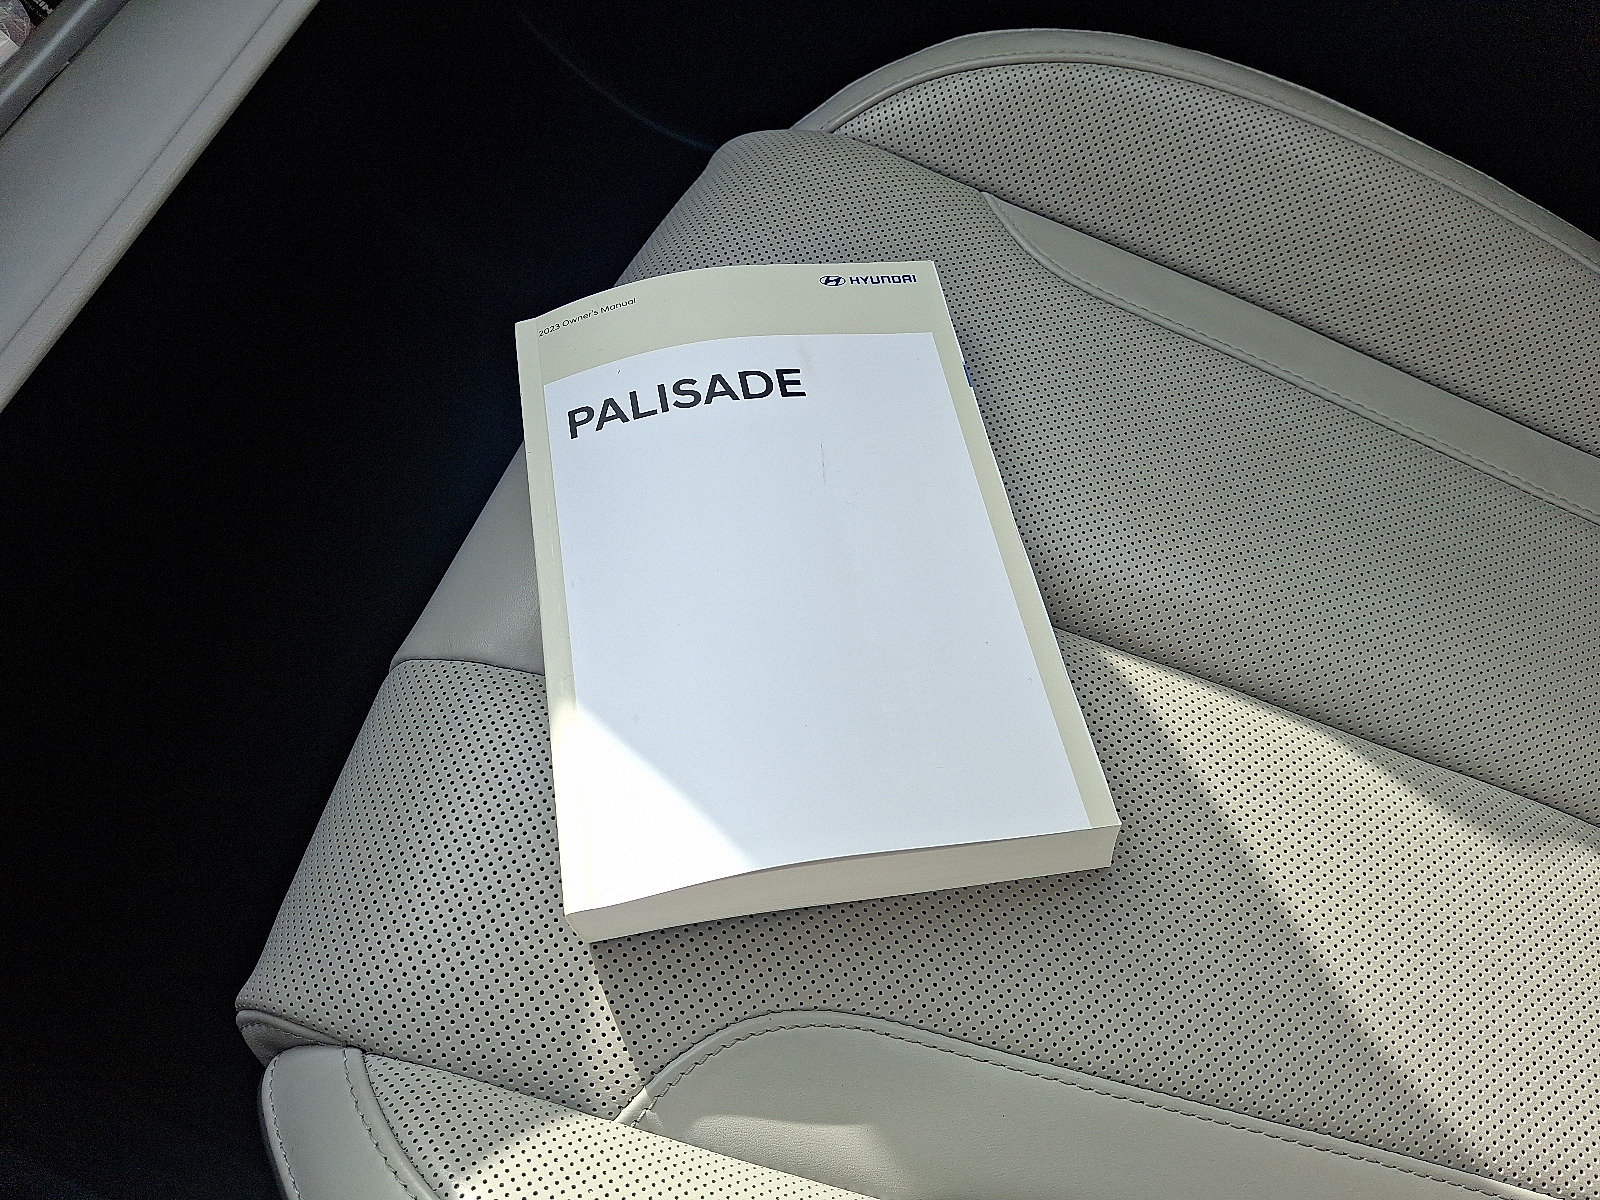 HYUNDAI
2023 Owner's Manual
PALISADE